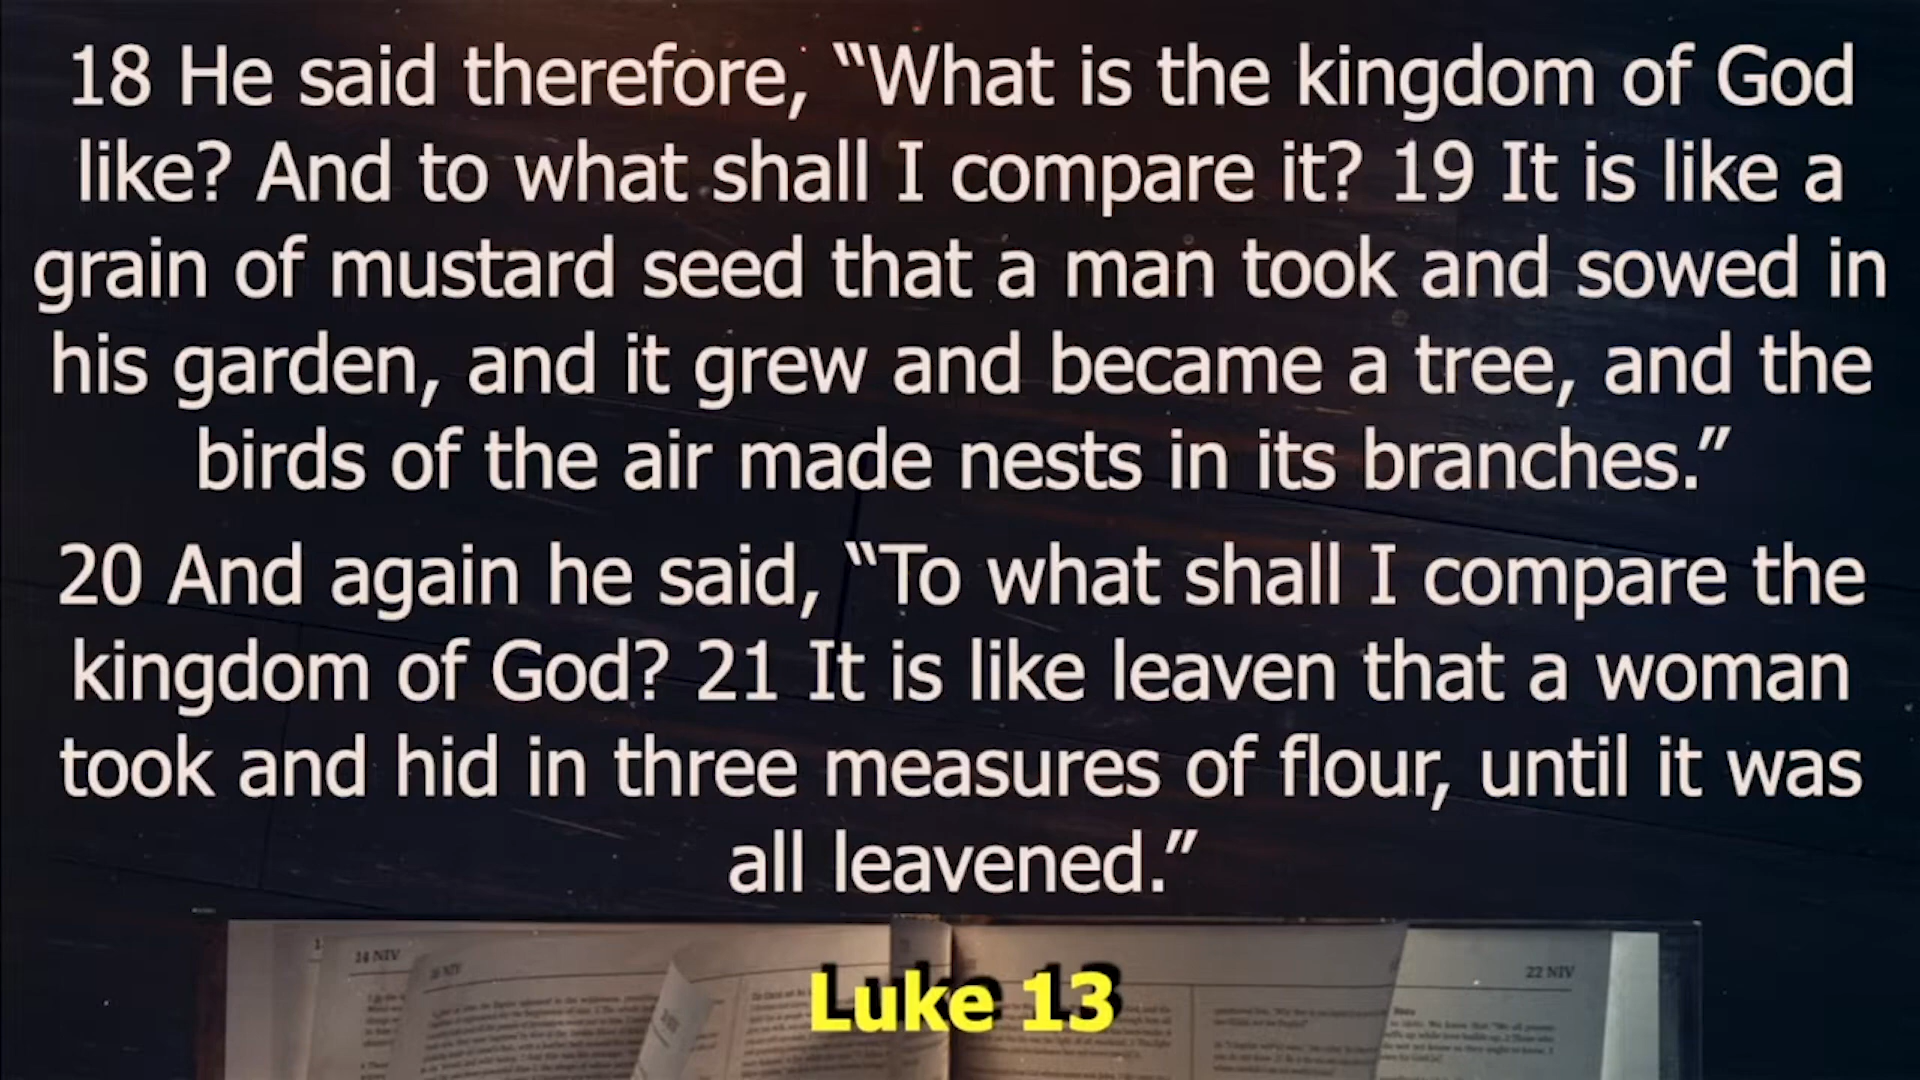 18 He said therefore, “What is the kingdom of God
like? And to what shall I compare it? 19 It is like a
grain of mustard seed that a man took and sowed in
his garden, and it grew and became a tree, and the
birds of the air made nests in its branches.”
20 And again he said, “To what shall I compare the
kingdom of God? 21 It is like leaven that a woman
took and hid in three measures of flour, until it was
all leavened.”
14 NIV
22 NIV
Luke 13